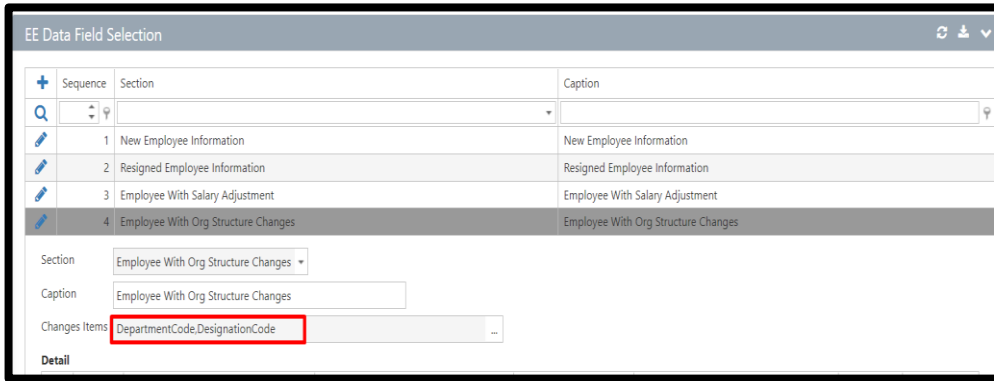 EE Data Field Selection
Sequence Section Caption
1 New Employee Information New Employee Information
2 Resigned Employee Information Resigned Employee Information
3 Employee With Salary Adjustment Employee With Salary Adjustment
4 Employee With Org Structure Changes Employee With Org Structure Changes
Section Employee With Org Structure Changes
Caption Employee With Org Structure Changes
Changes Items DepartmentCode,DesignationCode ...
Detail